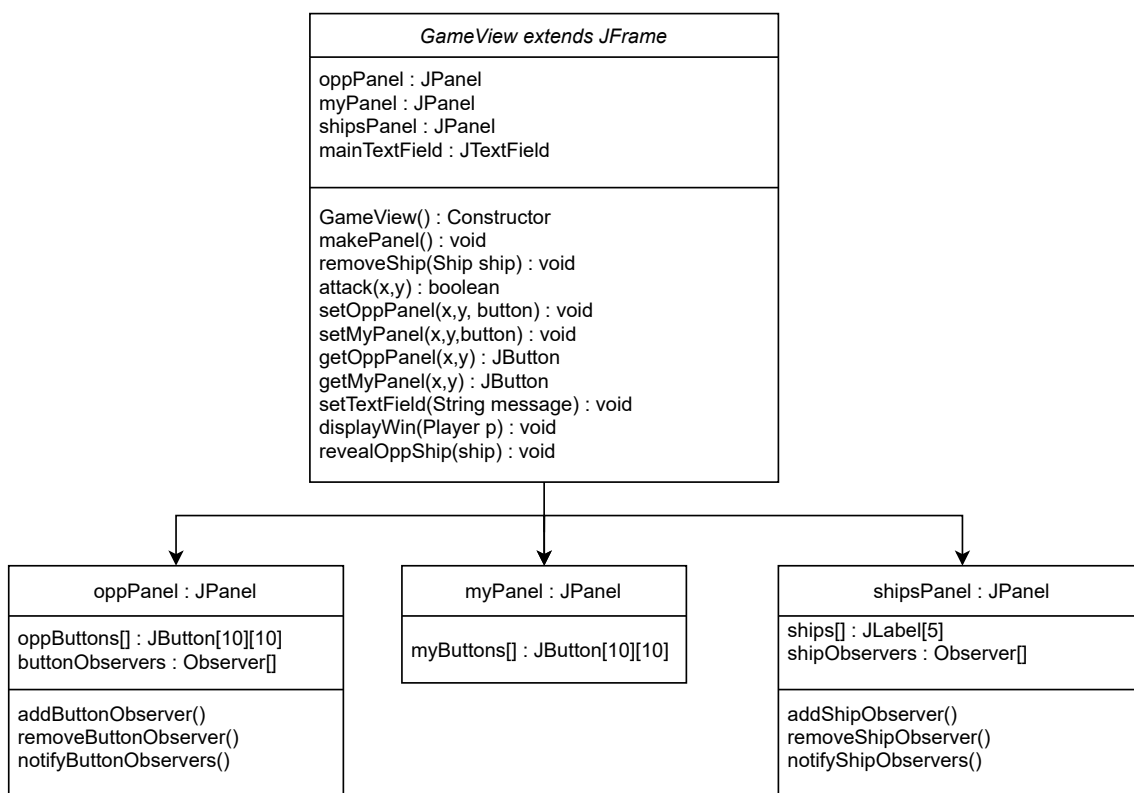 GameView extends JFrame
oppPanel : JPanel
myPanel : JPanel
shipsPanel : JPanel
mainTextField : JTextField
GameView() : Constructor
makePanel() : void
removeShip(Ship ship) : void
attack(x,y) : boolean
setOppPanel(x,y, button) : void
setMyPanel(x,y,button) : void
getOppPanel(x,y) : JButton
getMyPanel(x,y) : JButton
setTextField(String message) : void
displayWin(Player p) : void
revealOppShip(ship) : void
oppPanel : JPanel
oppButtons[] : JButton[10][10]
buttonObservers : Observer[]
addButtonObserver()
removeButtonObserver()
notifyButtonObservers()
myPanel : JPanel
myButtons[] : JButton[10][10]
shipsPanel : JPanel
ships[] : JLabel[5]
shipObservers : Observer[]
addShipObserver()
removeShipObserver()
notifyShipObservers()